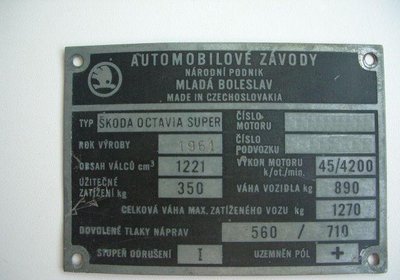 AUTOMOBILOVÉ ZÁVODY
NÁRODNÍ PODNIK
MLADÁ BOLESLAV
MADE IN CZECHOSLOVAKIA
TYP ŠKODA OCTAVIA SUPER ČÍSLO MOTORU
ROK VÝROBY 1961 ČÍSLO PODVOZKU
OBSAH VÁLCŮ cm³ 1221 VÝKON MOTORU k/ot./min. 45/4200
UŽITEČNÉ ZATÍŽENÍ kg 350 VÁHA VOZIDLA kg 890
CELKOVÁ VÁHA MAX. ZATÍŽENÉHO VOZU kg 1270
DOVOLENÉ TLAKY NÁPRAV 560 / 710
STUPEŇ ODRUŠENÍ I UZEMNĚN PÓL +